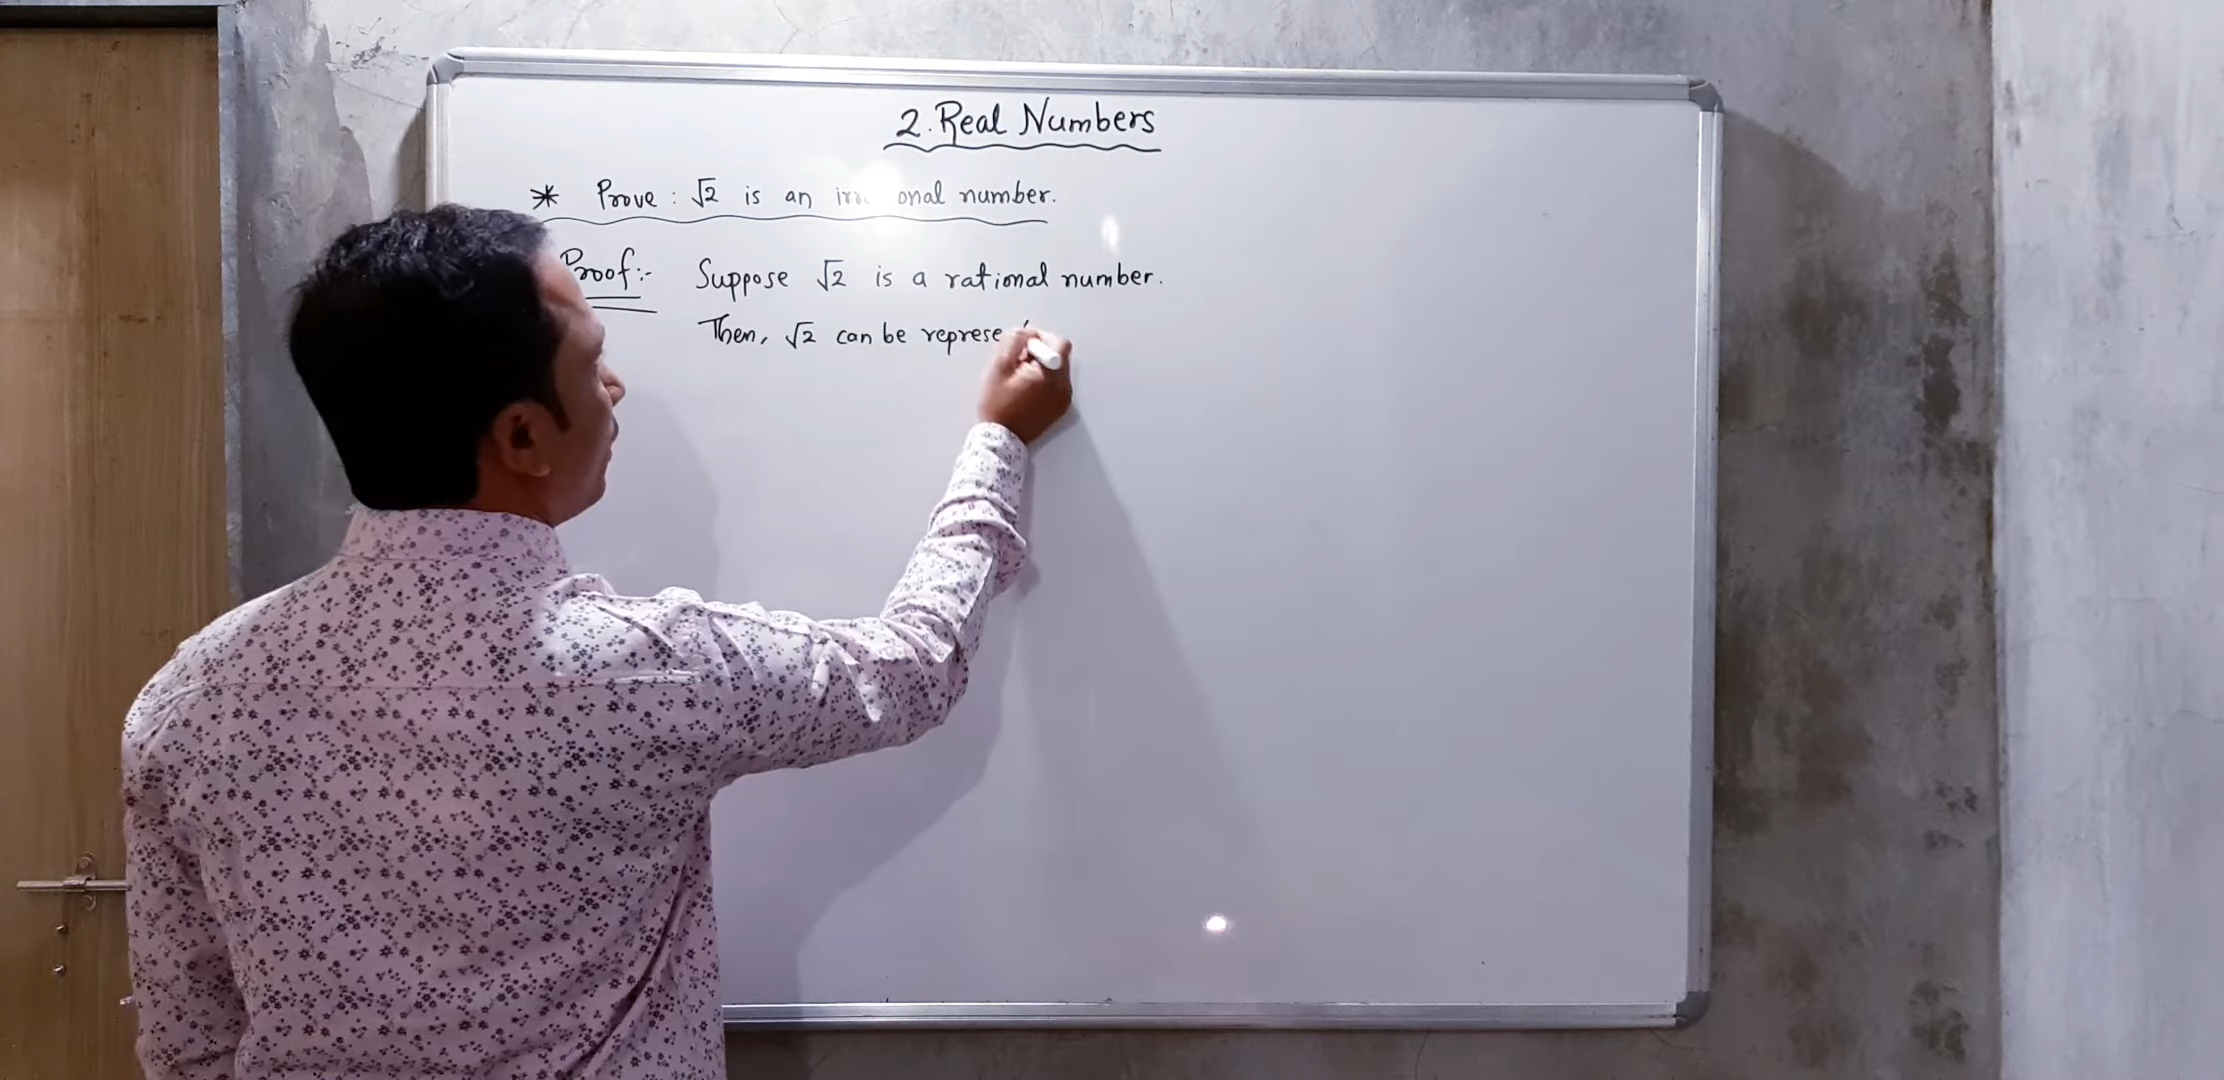 2. Real Numbers
* Prove : √2 is an number.
Proof:- Suppose √2 is a rational number.
Then, √2 can be represe